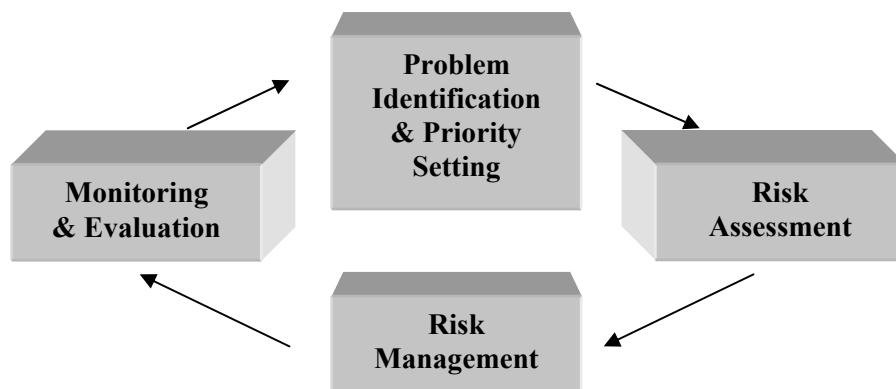 Problem
Identification
& Priority
Setting
Monitoring
& Evaluation
Risk
Assessment
Risk
Management